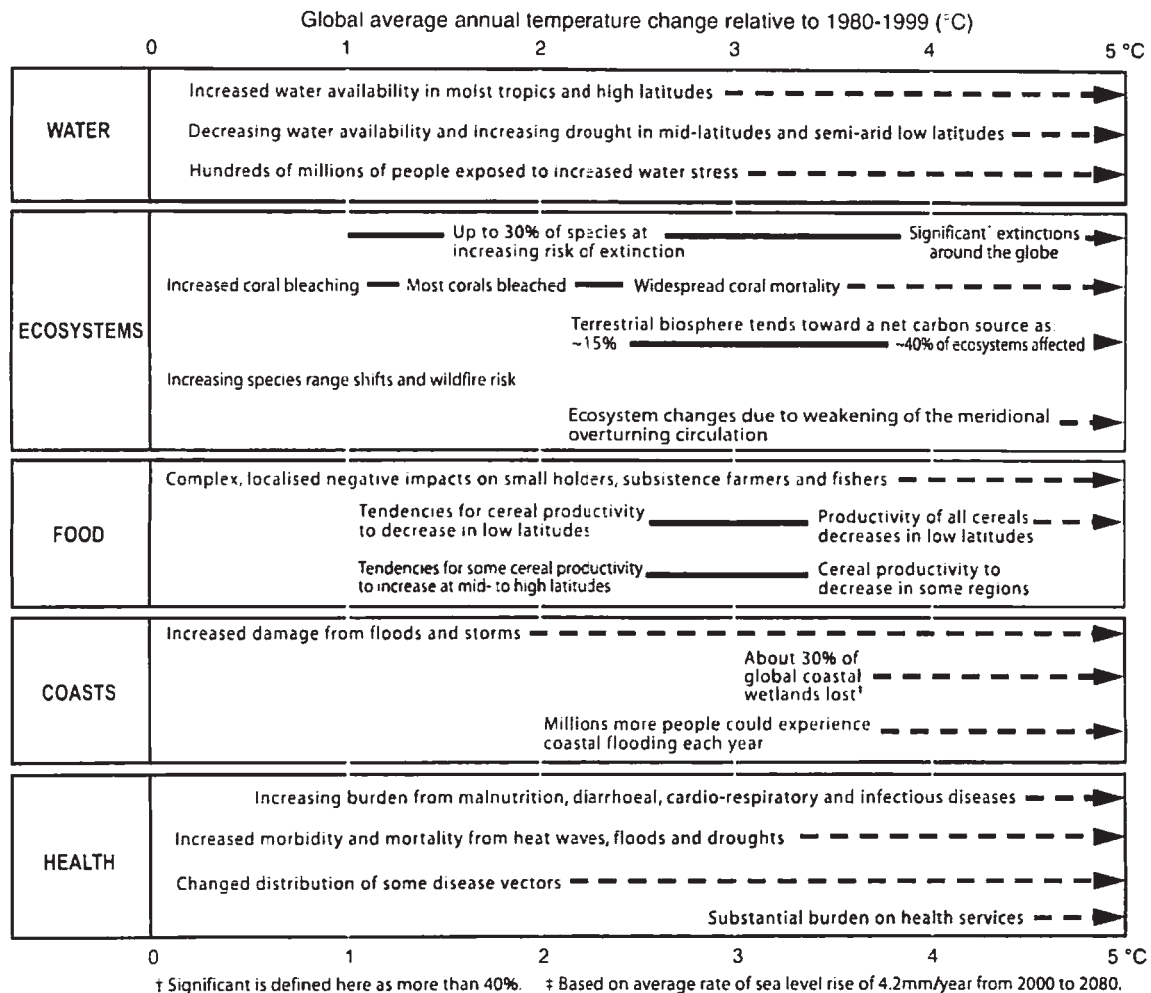 Global average annual temperature change relative to 1980-1999 (°C)
0 1 2 3 4 5 °C
WATER
Increased water availability in moist tropics and high latitudes
Decreasing water availability and increasing drought in mid-latitudes and semi-arid low latitudes
Hundreds of millions of people exposed to increased water stress
ECOSYSTEMS
Up to 30% of species at
increasing risk of extinction
Significant† extinctions
around the globe
Increased coral bleaching Most corals bleached Widespread coral mortality
Terrestrial biosphere tends toward a net carbon source as:
~15% ~40% of ecosystems affected
Increasing species range shifts and wildfire risk
Ecosystem changes due to weakening of the meridional
overturning circulation
FOOD
Complex, localised negative impacts on small holders, subsistence farmers and fishers
Tendencies for cereal productivity
to decrease in low latitudes
Productivity of all cereals
decreases in low latitudes
Tendencies for some cereal productivity
to increase at mid- to high latitudes
Cereal productivity to
decrease in some regions
COASTS
Increased damage from floods and storms
About 30% of
global coastal
wetlands lost‡
Millions more people could experience
coastal flooding each year
HEALTH
Increasing burden from malnutrition, diarrhoeal, cardio-respiratory and infectious diseases
Increased morbidity and mortality from heat waves, floods and droughts
Changed distribution of some disease vectors
Substantial burden on health services
0 1 2 3 4 5 °C
† Significant is defined here as more than 40%. ‡ Based on average rate of sea level rise of 4.2mm/year from 2000 to 2080.